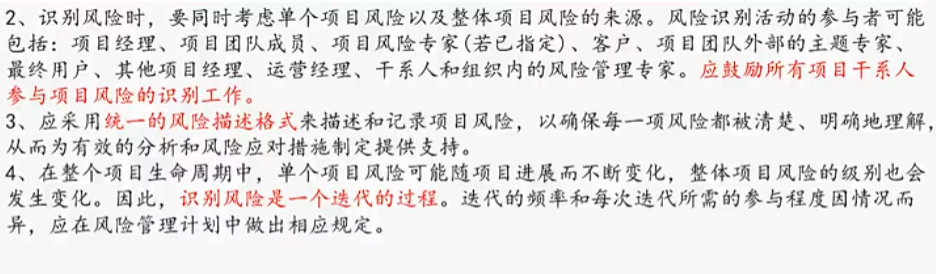 2、识别风险时，要同时考虑单个项目风险以及整体项目风险的来源。风险识别活动的参与者可能
包括：项目经理、项目团队成员、项目风险专家(若已指定)、客户、项目团队外部的主题专家、
最终用户、其他项目经理、运营经理、干系人和组织内的风险管理专家。应鼓励所有项目干系人
参与项目风险的识别工作。
3、应采用统一的风险描述格式来描述和记录项目风险，以确保每一项风险都被清楚、明确地理解，
从而为有效的分析和风险应对措施制定提供支持。
4、在整个项目生命周期中，单个项目风险可能随项目进展而不断变化，整体项目风险的级别也会
发生变化。因此，识别风险是一个迭代的过程。迭代的频率和每次迭代所需的参与程度因情况而
异，应在风险管理计划中做出相应规定。